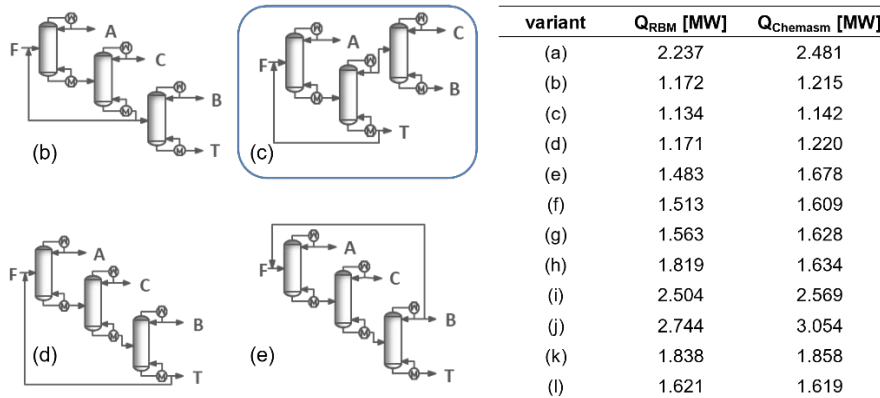 A
F
C
B
T
(b)
A
C
F
B
T
(c)
A
F
C
B
T
(d)
A
F
C
B
T
(e)
variant Q_RBM [MW] Q_Chemasm [MW]
(a) 2.237 2.481
(b) 1.172 1.215
(c) 1.134 1.142
(d) 1.171 1.220
(e) 1.483 1.678
(f) 1.513 1.609
(g) 1.563 1.628
(h) 1.819 1.634
(i) 2.504 2.569
(j) 2.744 3.054
(k) 1.838 1.858
(l) 1.621 1.619